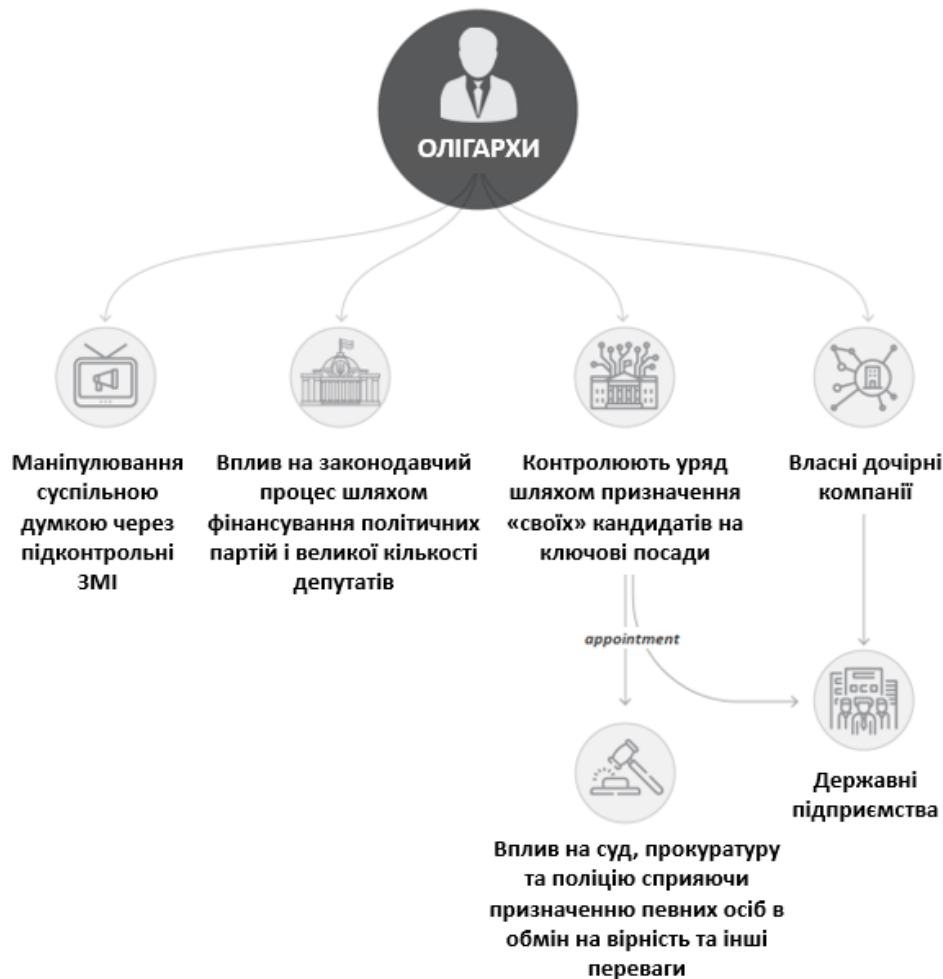 ОЛІГАРХИ
Маніпулювання
суспільною
думкою через
підконтрольні
ЗМІ
Вплив на законодавчий
процес шляхом
фінансування політичних
партій і великої кількості
депутатів
Контролюють уряд
шляхом призначення
«своїх» кандидатів на
ключові посади
Власні дочірні
компанії
appointment
Державні
підприємства
Вплив на суд, прокуратуру
та поліцію сприяючи
призначенню певних осіб в
обмін на вірність та інші
переваги